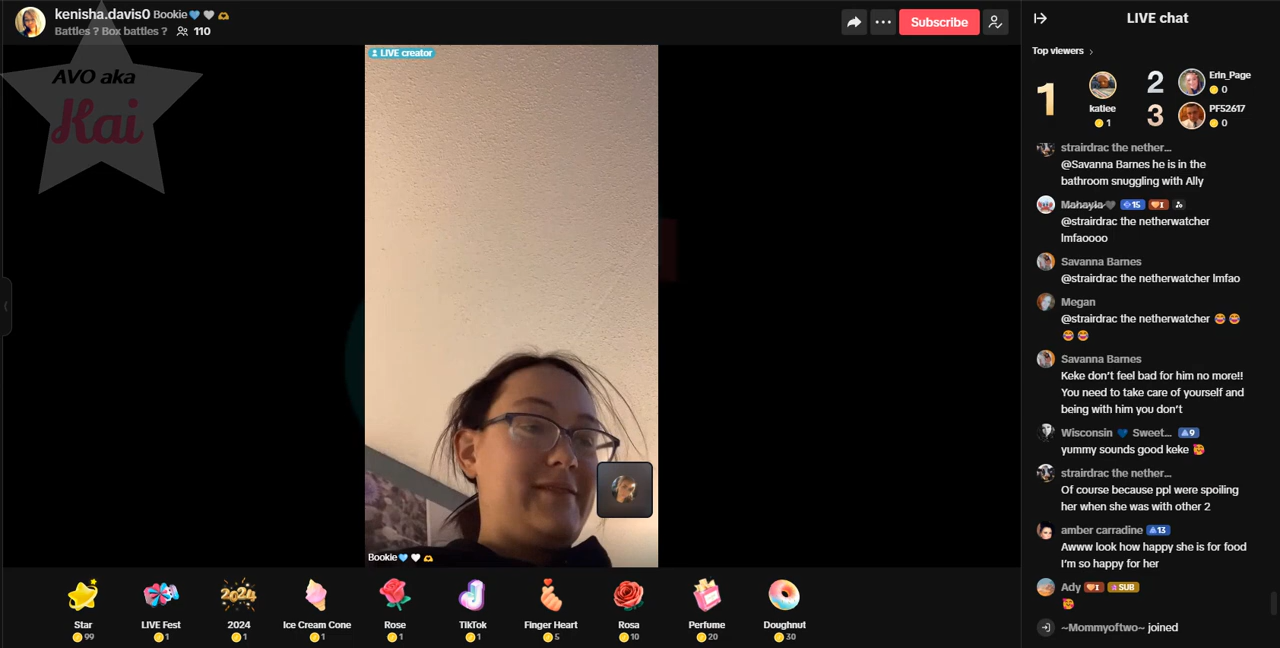 kenisha.davis0 Bookie💙🤍🫶
Battles ? Box battles ? 110
Subscribe
LIVE chat
AVO aka
Kai
LIVE creator
Bookie💙🤍🫶
Top viewers
1
katlee
1
2
Erin_Page
0
3
PF52617
0
strairdrac the nether...
@Savanna Barnes he is in the
bathroom snuggling with Ally
Mahayla🖤 15 I
@strairdrac the netherwatcher
lmfaoooo
Savanna Barnes
@strairdrac the netherwatcher lmfao
Megan
@strairdrac the netherwatcher 😂😂
😂😂
Savanna Barnes
Keke don't feel bad for him no more!!
You need to take care of yourself and
being with him you don't
Wisconsin 💙 Sweet... 9
yummy sounds good keke 🥰
strairdrac the nether...
Of course because ppl were spoiling
her when she was with other 2
amber carradine 13
Awww look how happy she is for food
I'm so happy for her
Ady I SUB
🥰
~Mommyoftwo~ joined
Star
99
LIVE Fest
1
2024
2024
1
Ice Cream Cone
1
Rose
1
TikTok
1
Finger Heart
5
Rosa
10
Perfume
20
Doughnut
30